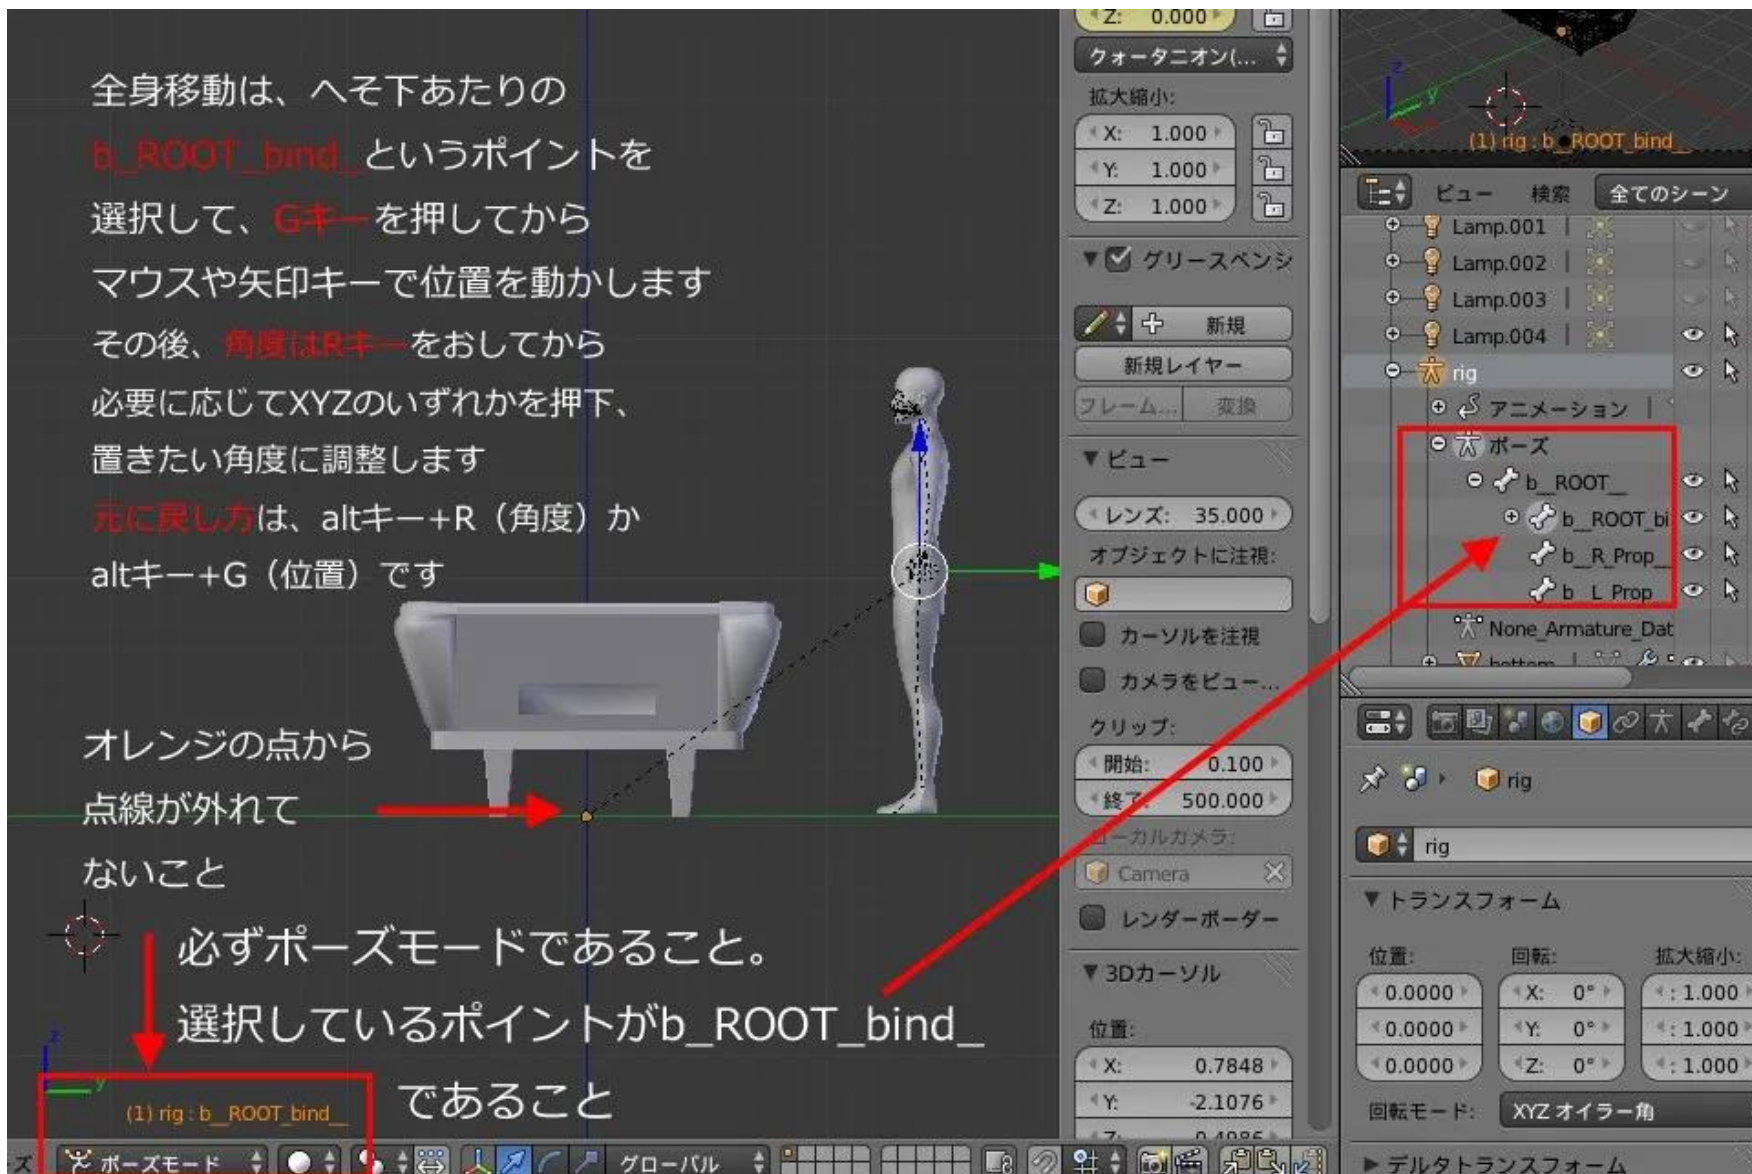 全身移動は、へそ下あたりの
b_ROOT_bind_というポイントを
選択して、Gキーを押してから
マウスや矢印キーで位置を動かします
その後、角度はRキーをおしてから
必要に応じてXYZのいずれかを押下、
置きたい角度に調整します
元に戻し方は、altキー+R（角度）か
altキー+G（位置）です
オレンジの点から
点線が外れて
ないこと
必ずポーズモードであること。
選択しているポイントがb_ROOT_bind_
であること
z
y
(1) rig : b__ROOT_bind__
ズ
ポーズモード
グローバル
Z: 0.000
クォータニオン(...
拡大縮小:
X: 1.000
Y: 1.000
Z: 1.000
グリースペンシ
新規
新規レイヤー
フレーム... 変換
ビュー
レンズ: 35.000
オブジェクトに注視:
カーソルを注視
カメラをビュー...
クリップ:
開始: 0.100
終了: 500.000
ローカルカメラ:
Camera
レンダーボーダー
3Dカーソル
位置:
X: 0.7848
Y: -2.1076
Z: 0.4986
z
y
(1) rig : b__ROOT_bind__
ビュー 検索 全てのシーン
Lamp.001
Lamp.002
Lamp.003
Lamp.004
rig
アニメーション
ポーズ
b__ROOT__
b__ROOT_bi
b__R_Prop__
b__L_Prop__
None_Armature_Dat
bottom
rig
rig
トランスフォーム
位置: 回転: 拡大縮小:
0.0000 X: 0° : 1.000
0.0000 Y: 0° : 1.000
0.0000 Z: 0° : 1.000
回転モード: XYZ オイラー角
デルタトランスフォーム